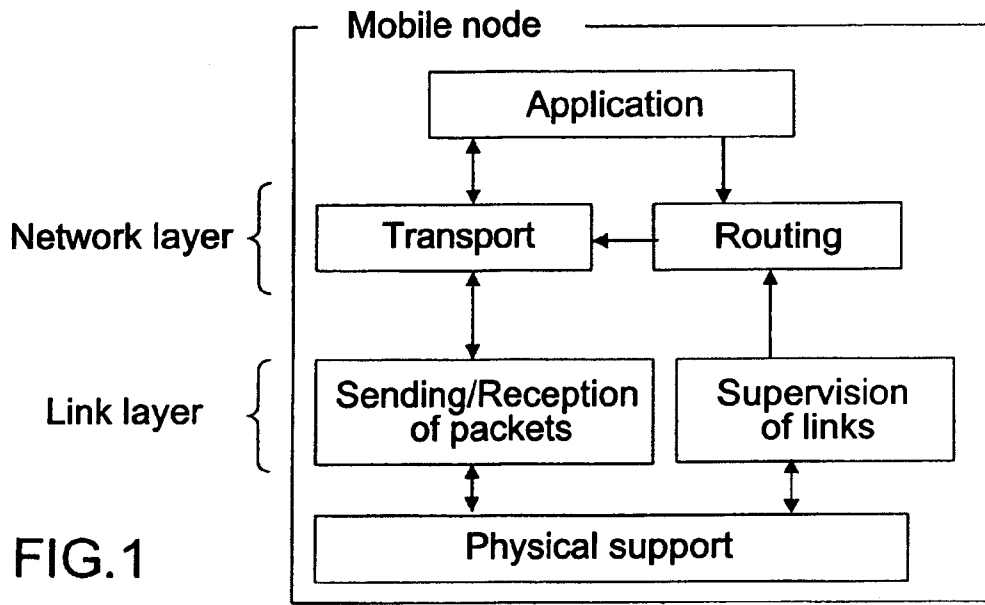 Mobile node
Application
Network layer
Transport
Routing
Link layer
Sending/Reception
of packets
Supervision
of links
Physical support
FIG.1